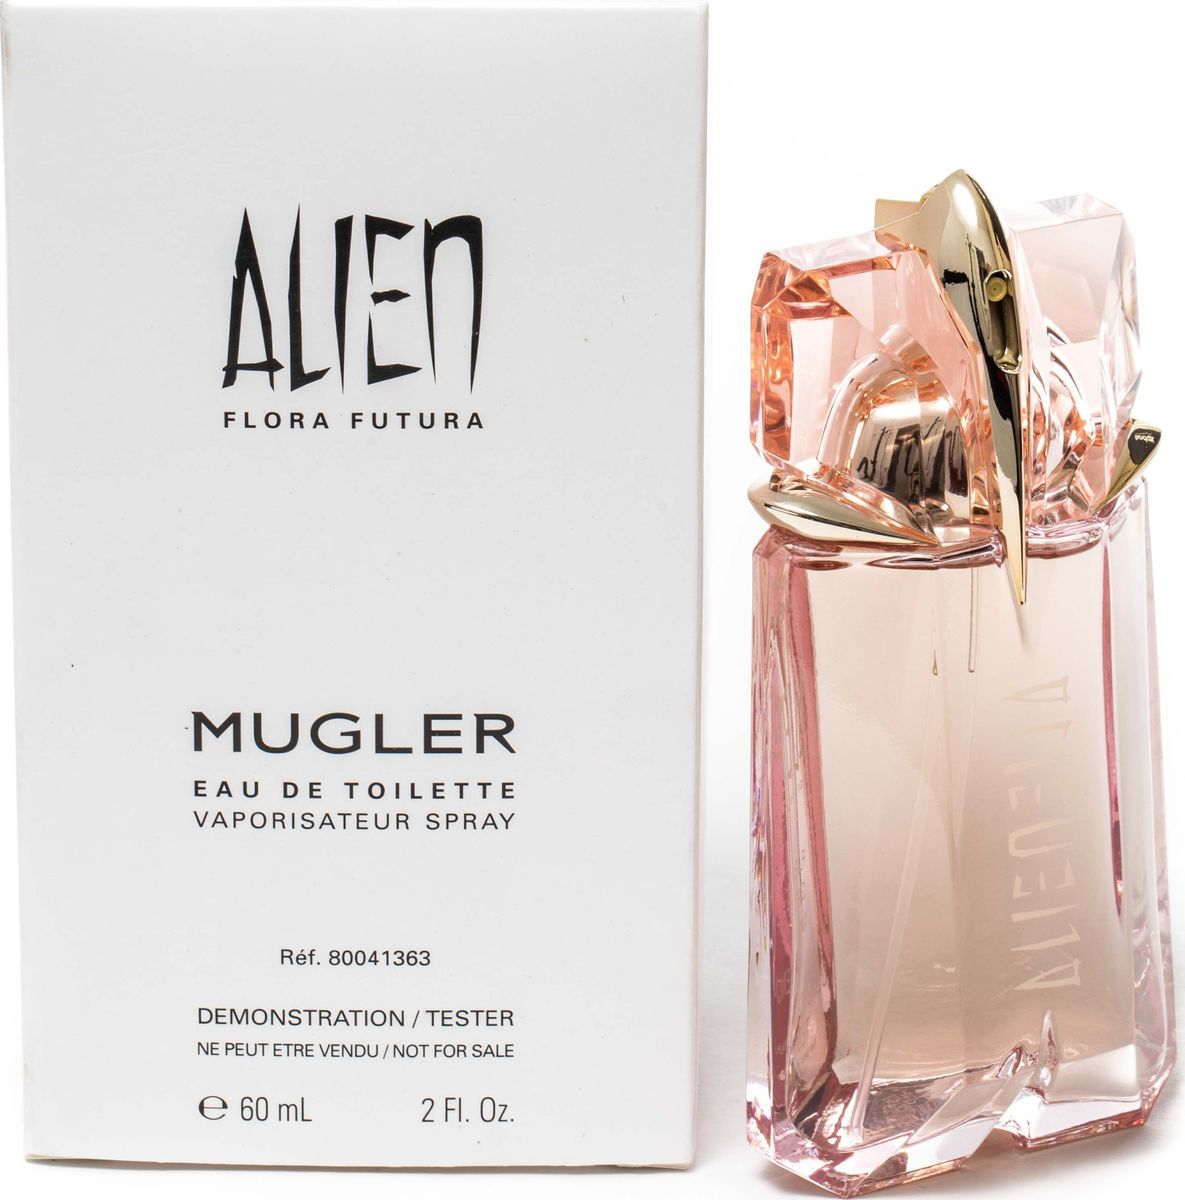 ALIEN
FLORA FUTURA
MUGLER
EAU DE TOILETTE
VAPORISATEUR SPRAY
Réf. 80041363
DEMONSTRATION / TESTER
NE PEUT ETRE VENDU / NOT FOR SALE
℮ 60 mL 2 Fl. Oz.
ALIEN